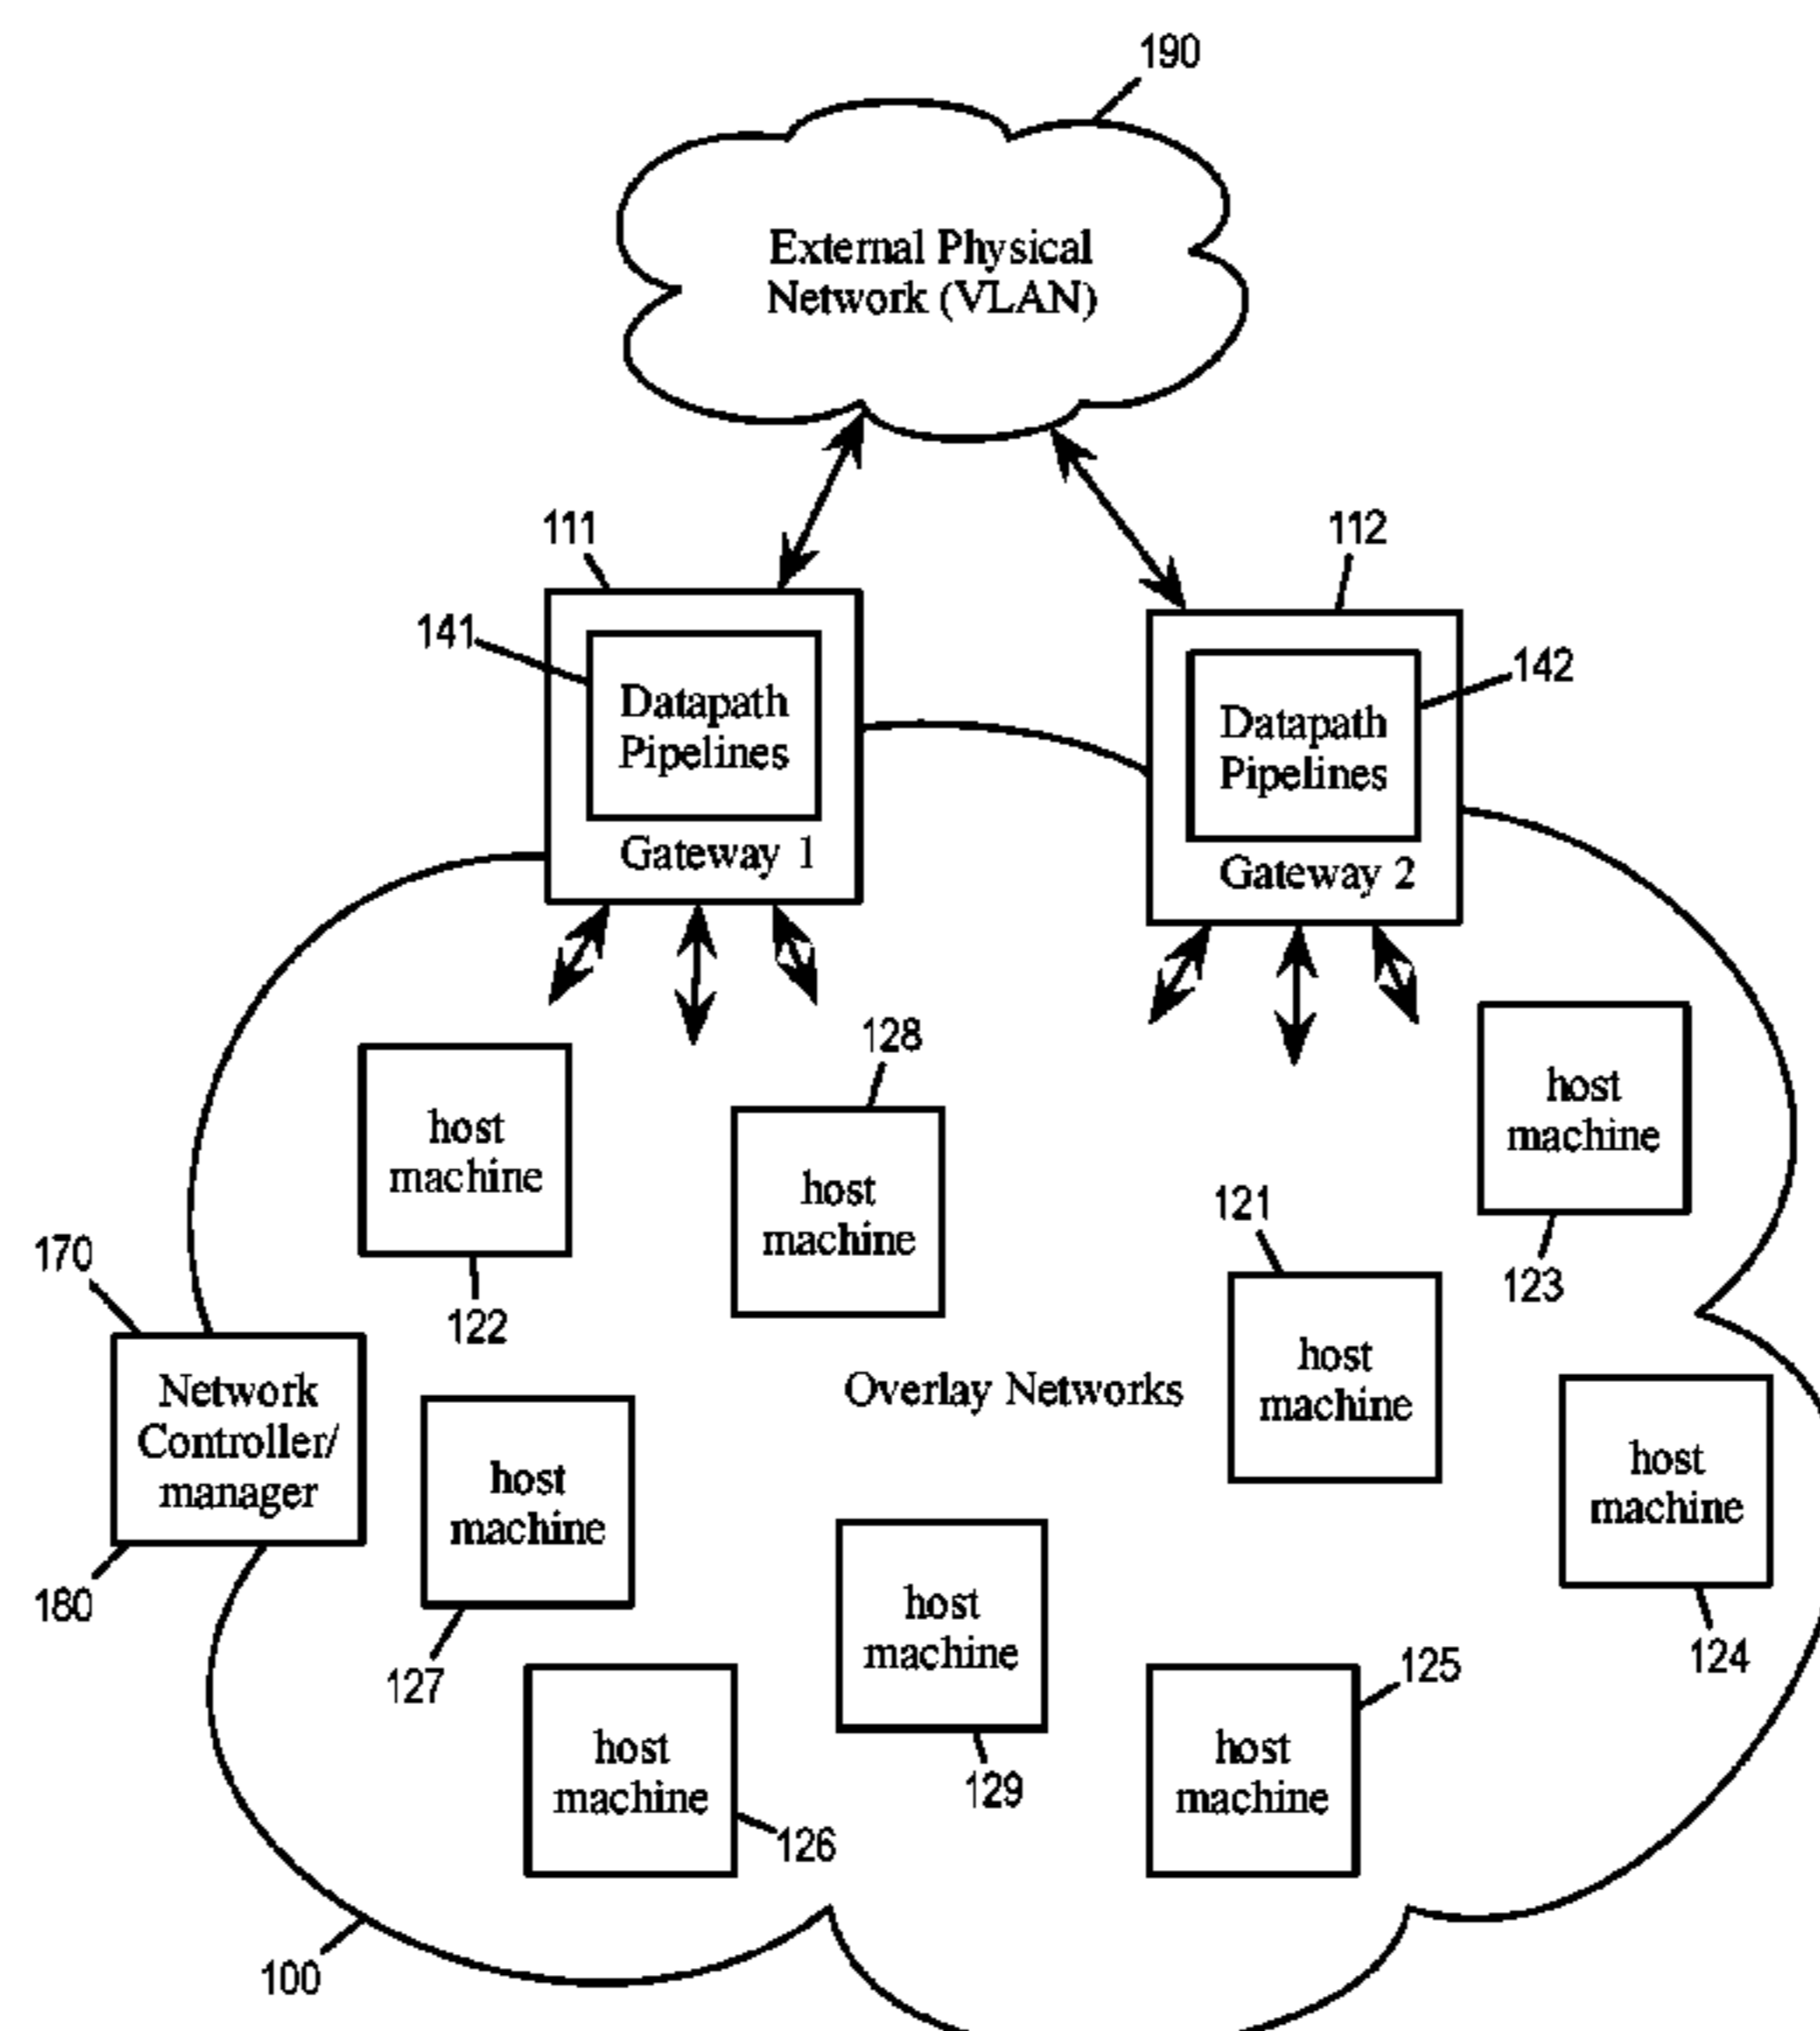 190
External Physical
Network (VLAN)
111
112
141
142
Datapath
Pipelines
Gateway 1
Datapath
Pipelines
Gateway 2
128
host
machine
122
host
machine
host
machine
123
121
host
machine
170
Network
Controller/
manager
180
Overlay Networks
host
machine
127
host
machine
124
host
machine
129
host
machine
126
host
machine
125
100